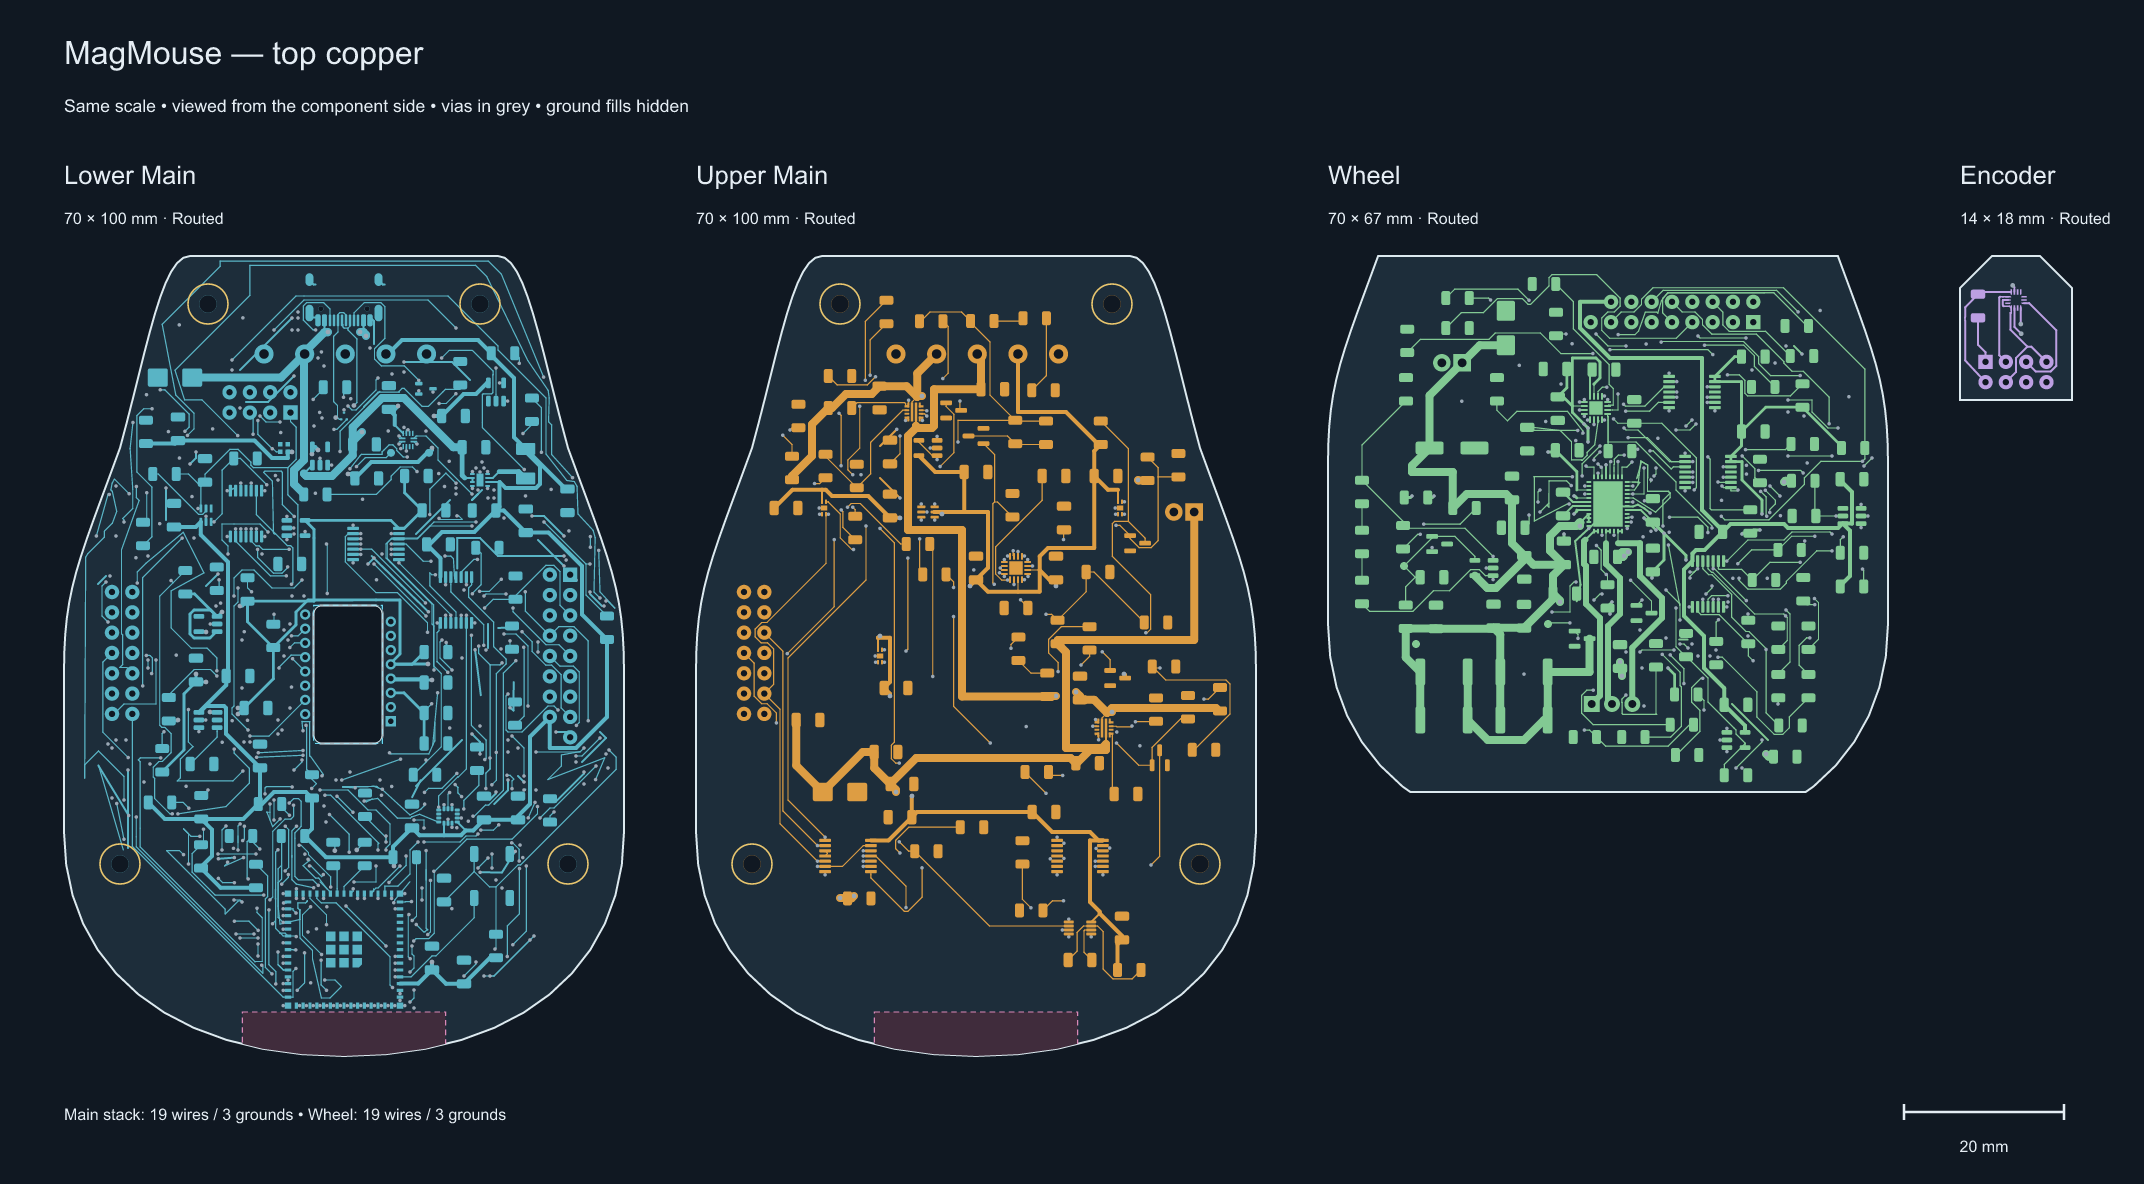 MagMouse — top copper
Same scale • viewed from the component side • vias in grey • ground fills hidden
Lower Main
70 × 100 mm · Routed
Upper Main
70 × 100 mm · Routed
Wheel
70 × 67 mm · Routed
Encoder
14 × 18 mm · Routed
Main stack: 19 wires / 3 grounds • Wheel: 19 wires / 3 grounds
20 mm